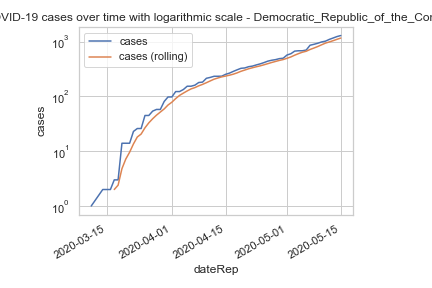 OVID-19 cases over time with logarithmic scale - Democratic_Republic_of_the_Con
cases
cases (rolling)
10³
10²
10¹
10⁰
cases
2020-03-15
2020-04-01
2020-04-15
2020-05-01
2020-05-15
dateRep